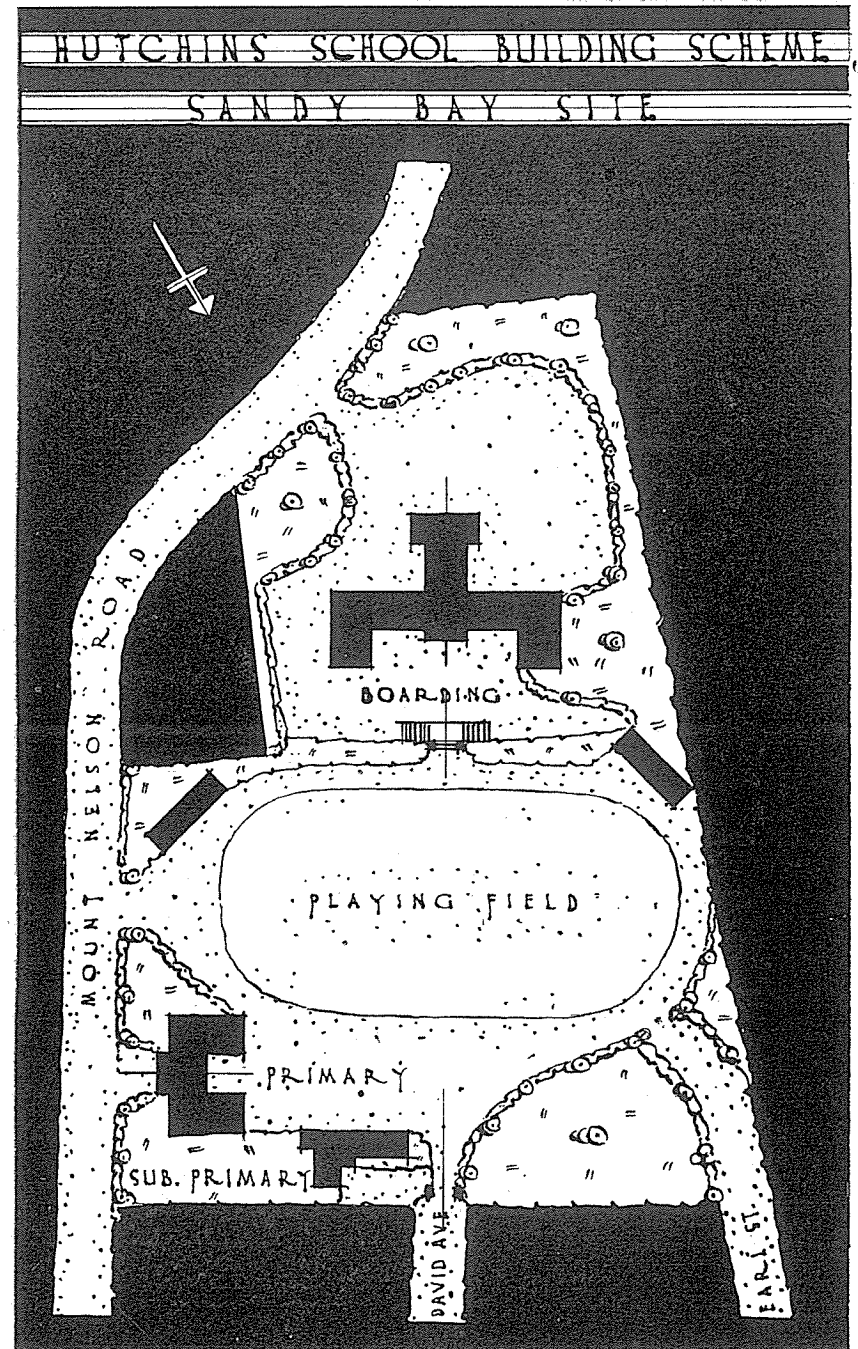 HUTCHINS SCHOOL BUILDING SCHEME
SANDY BAY SITE
MOUNT NELSON ROAD
BOARDING
PLAYING FIELD
PRIMARY
SUB. PRIMARY
DAVID AVE
EARL ST